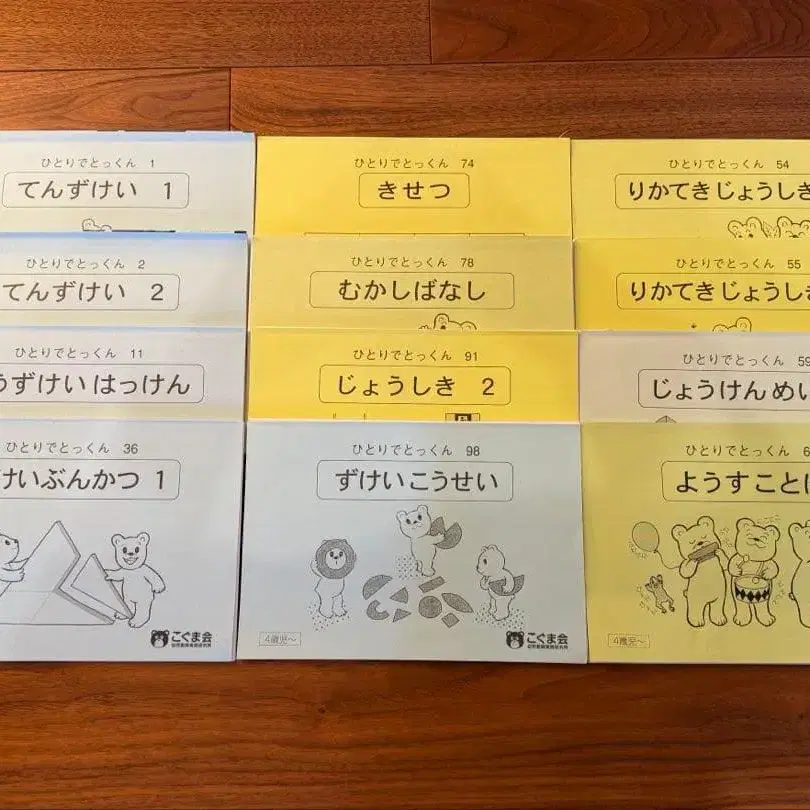 ひとりでとっくん 1
てんずけい 1
ひとりでとっくん 2
てんずけい 2
ひとりでとっくん 11
うずけい はっけん
ひとりでとっくん 36
けいぶんかつ 1
こぐま会
ひとりでとっくん 74
きせつ
ひとりでとっくん 78
むかしばなし
ひとりでとっくん 91
じょうしき 2
ひとりでとっくん 98
ずけいこうせい
4歳児～
こぐま会
ひとりでとっくん 54
りかてきじょうしき
ひとりでとっくん 55
りかてきじょうしき
ひとりでとっくん 59
じょうけん めい
ひとりでとっくん 6
ようすことば
4歳児～